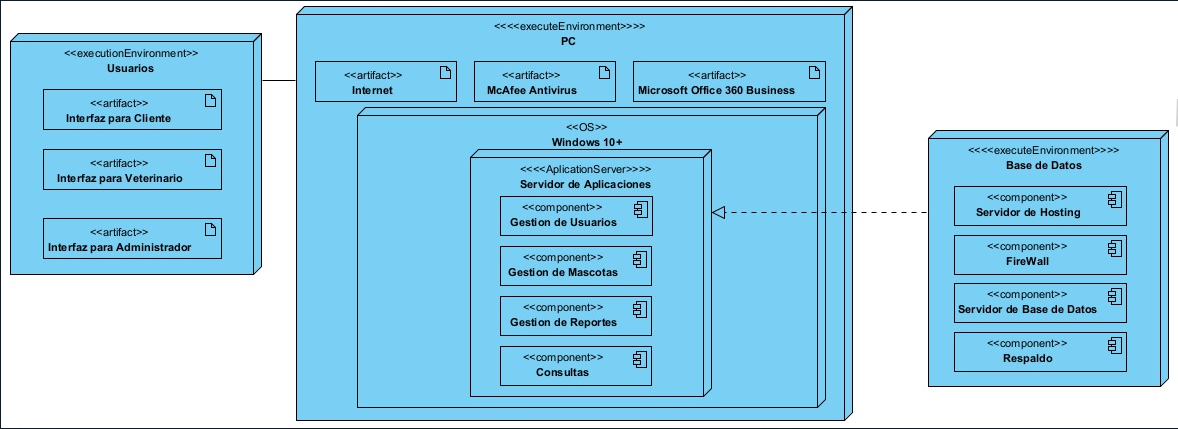 <<executionEnvironment>>
Usuarios
<<artifact>>
Interfaz para Cliente
<<artifact>>
Interfaz para Veterinario
<<artifact>>
Interfaz para Administrador
<<<<executeEnvironment>>>>
PC
<<artifact>>
Internet
<<artifact>>
McAfee Antivirus
<<artifact>>
Microsoft Office 360 Business
<<OS>>
Windows 10+
<<<<AplicationServer>>>>
Servidor de Aplicaciones
<<component>>
Gestion de Usuarios
<<component>>
Gestion de Mascotas
<<component>>
Gestion de Reportes
<<component>>
Consultas
<<<<executeEnvironment>>>>
Base de Datos
<<component>>
Servidor de Hosting
<<component>>
FireWall
<<component>>
Servidor de Base de Datos
<<component>>
Respaldo